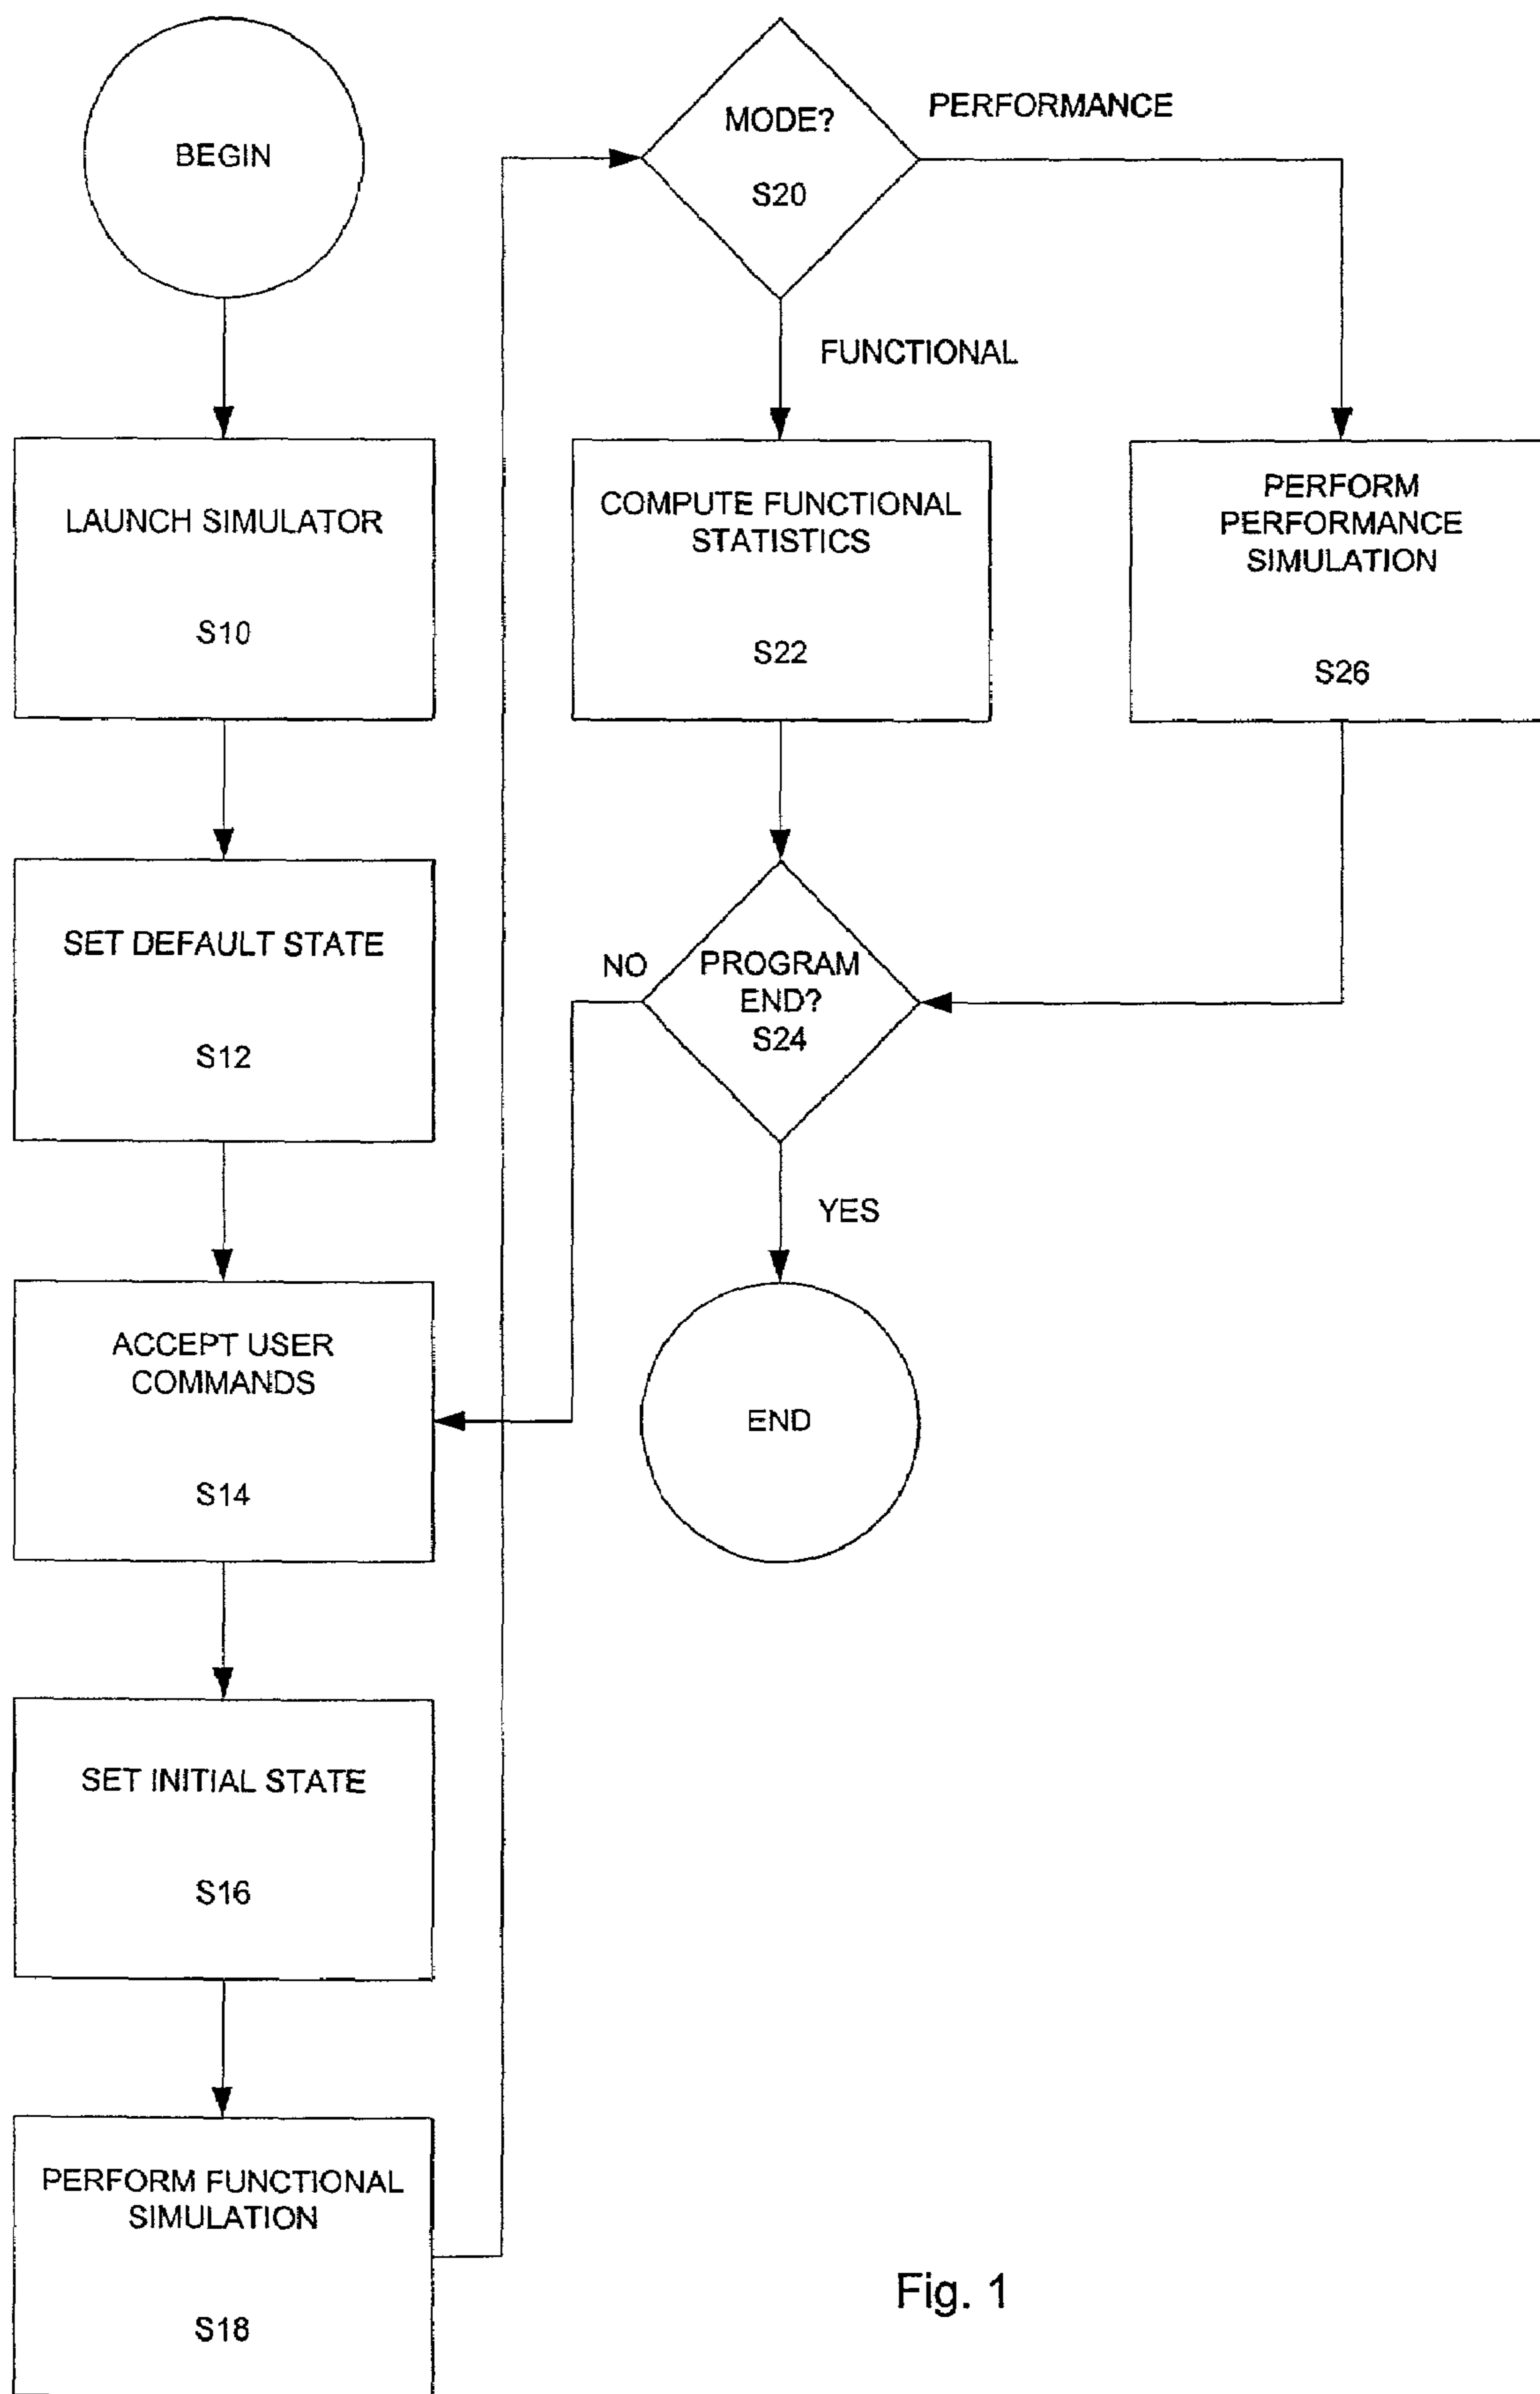 BEGIN
LAUNCH SIMULATOR
S10
SET DEFAULT STATE
S12
ACCEPT USER
COMMANDS
S14
SET INITIAL STATE
S16
PERFORM FUNCTIONAL
SIMULATION
S18
MODE?
S20
PERFORMANCE
FUNCTIONAL
COMPUTE FUNCTIONAL
STATISTICS
S22
PERFORM
PERFORMANCE
SIMULATION
S26
NO
PROGRAM
END?
S24
YES
END
Fig. 1